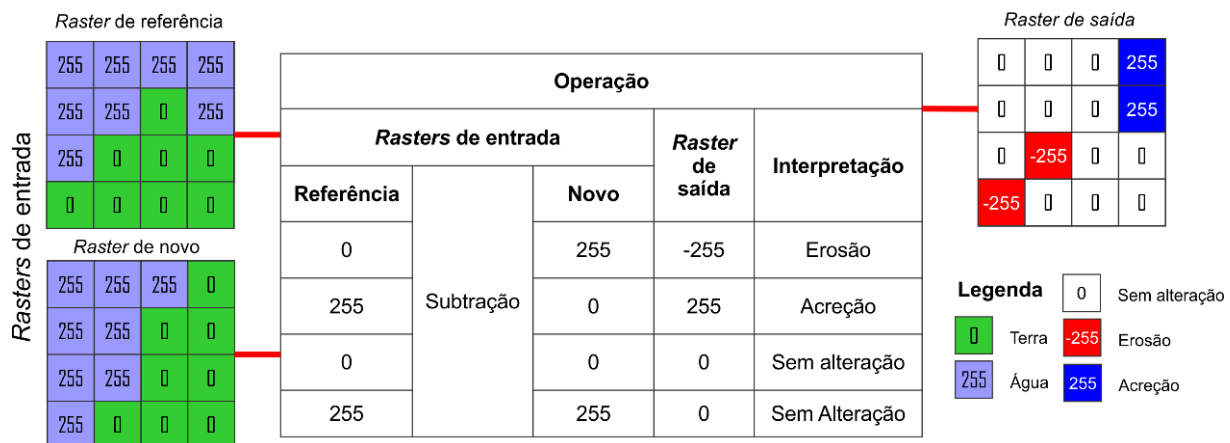 Raster de referência
255 255 255 255
255 255 0 255
255 0 0 0
0 0 0 0
Rasters de entrada
Raster de novo
255 255 255 0
255 255 0 0
255 255 0 0
255 0 0 0
Operação
Rasters de entrada
Raster de saída
Interpretação
Referência
Subtração
Novo
0 255 -255 Erosão
255 0 255 Acreção
0 0 0 Sem alteração
255 255 0 Sem Alteração
Raster de saída
0 0 0 255
0 0 0 255
0 -255 0 0
-255 0 0 0
Legenda
0 Terra
255 Água
0 Sem alteração
-255 Erosão
255 Acreção